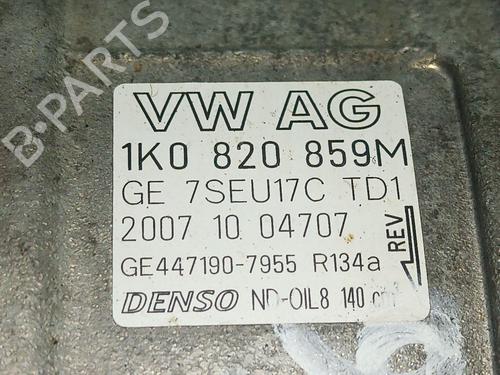 B-PARTS
VW AG
1K0 820 859M
GE 7SEU17C TD1
2007 10 04707
GE447190-7955 R134a
REV
DENSO ND-OIL8 140 cm³